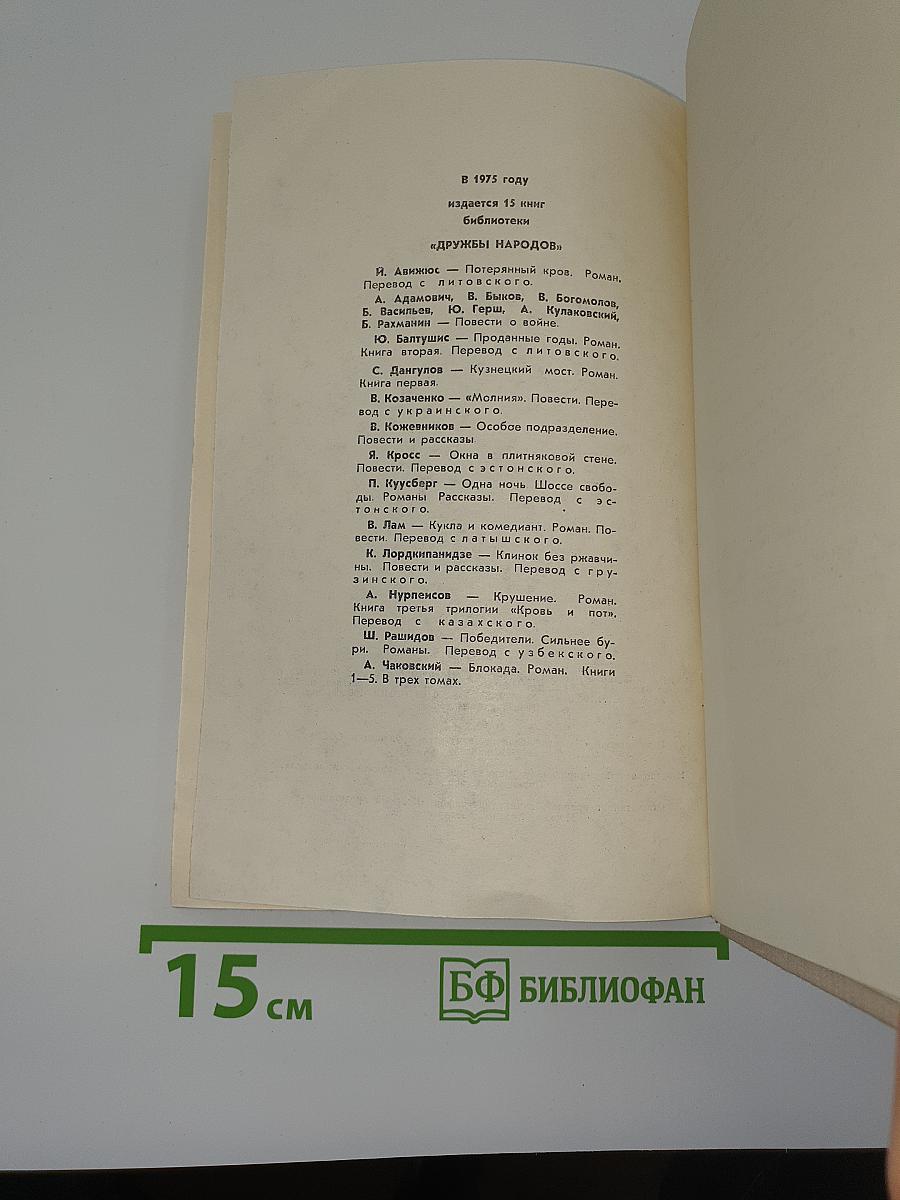 В 1975 году
издается 15 книг
библиотеки
«ДРУЖБЫ НАРОДОВ»
Й. Авижюс — Потерянный кров. Роман.
Перевод с литовского.
А. Адамович, В. Быков, В. Богомолов,
Б. Васильев, Ю. Герш, А. Кулаковский,
Б. Рахманин — Повести о войне.
Ю. Балтушис — Проданные годы. Роман.
Книга вторая. Перевод с литовского.
С. Дангулов — Кузнецкий мост. Роман.
Книга первая.
В. Козаченко — «Молния». Повести. Пере-
вод с украинского.
В. Кожевников — Особое подразделение.
Повести и рассказы.
Я. Кросс — Окна в плитняковой стене.
Повести. Перевод с эстонского.
П. Куусберг — Одна ночь. Шоссе свобо-
ды. Романы Рассказы. Перевод с эс-
тонского.
В. Лам — Кукла и комедиант. Роман. По-
вести. Перевод с латышского.
К. Лордкипанидзе — Клинок без ржавчи-
ны. Повести и рассказы. Перевод с гру-
зинского.
А. Нурпеисов — Крушение. Роман.
Книга третья трилогии «Кровь и пот».
Перевод с казахского.
Ш. Рашидов — Победители. Сильнее бу-
ри. Романы. Перевод с узбекского.
А. Чаковский — Блокада. Роман. Книги
1—5. В трех томах.
15 см
БФ БИБЛИОФАН